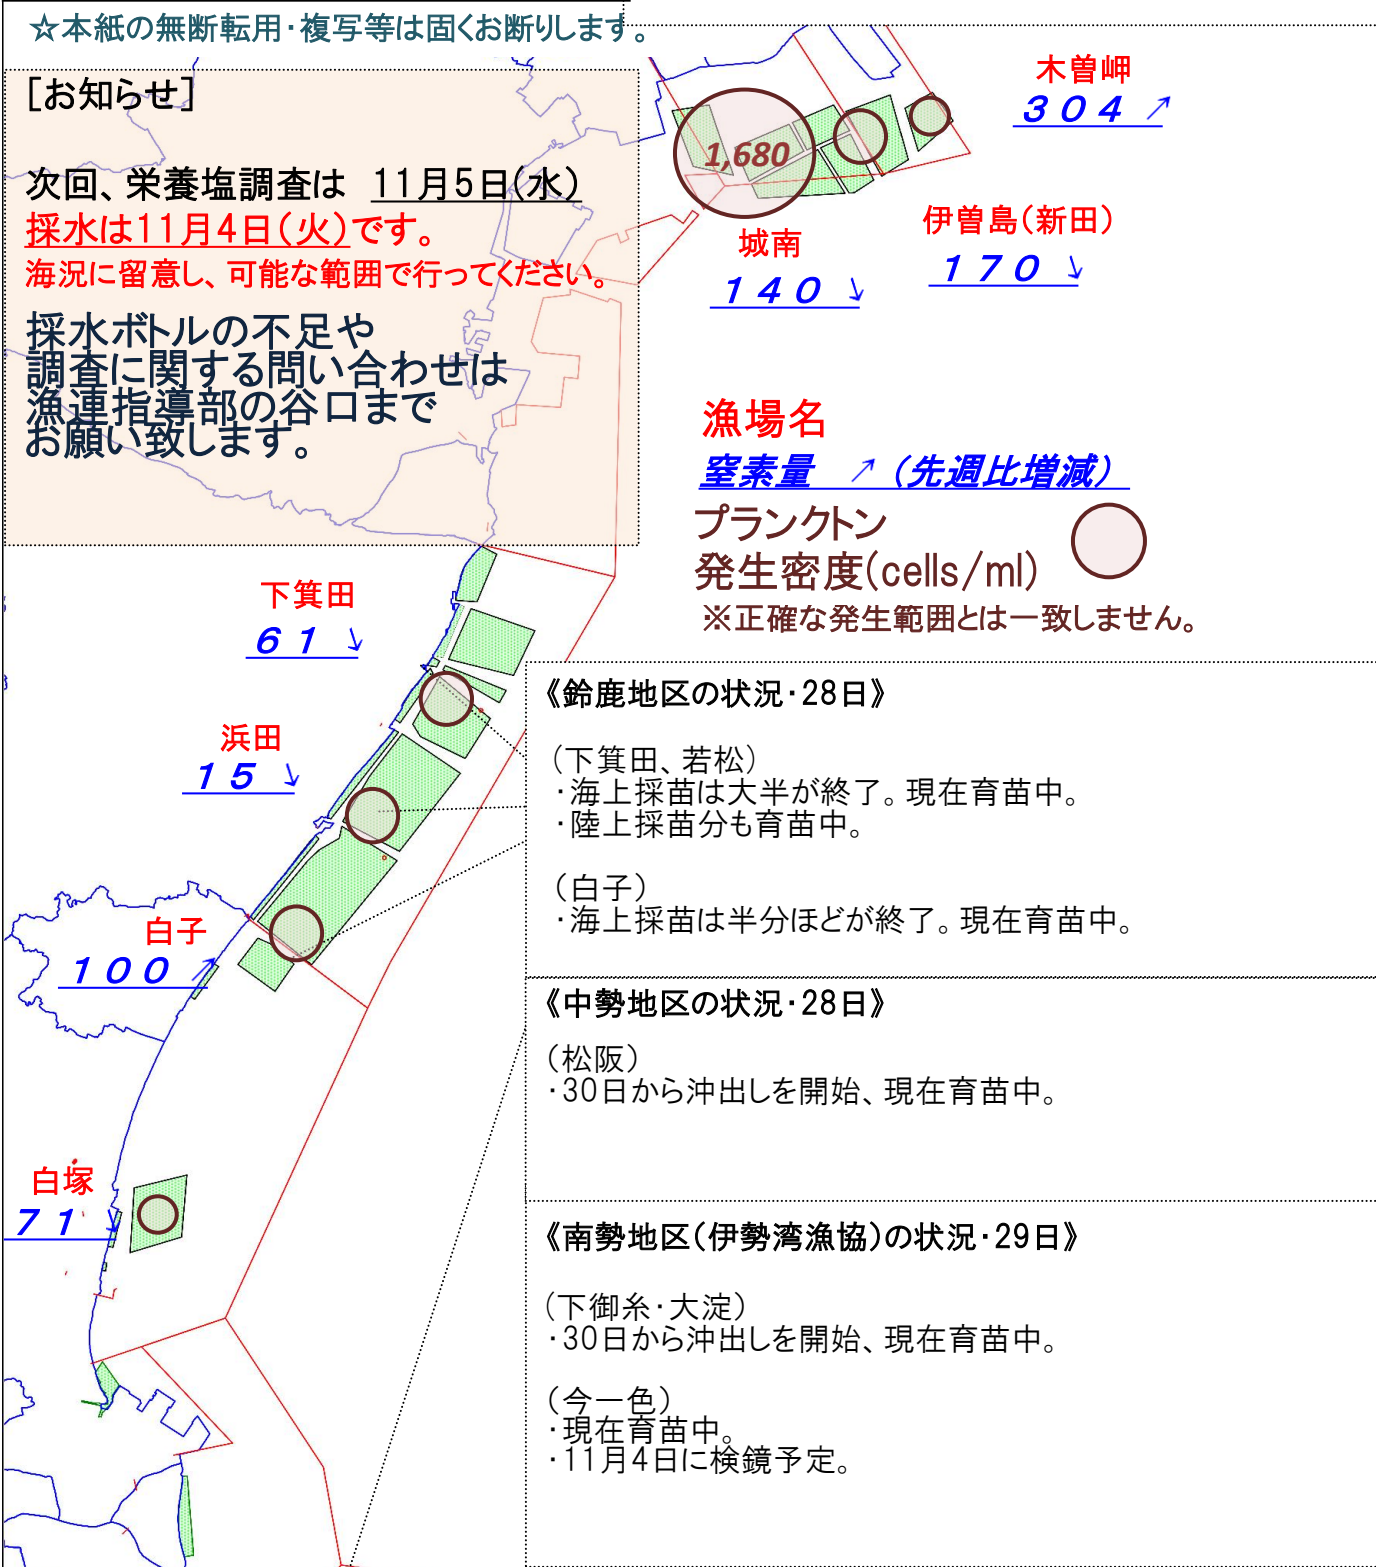 ☆本紙の無断転用・複写等は固くお断りします。
[お知らせ]
次回、栄養塩調査は 11月5日(水)
採水は11月4日(火)です。
海況に留意し、可能な範囲で行ってください。
採水ボトルの不足や
調査に関する問い合わせは
漁連指導部の谷口まで
お願い致します。
木曽岬
304 ↗
1,680
伊曽島(新田)
170 ↘
城南
140 ↘
漁場名
窒素量 ↗(先週比増減)
プランクトン
発生密度(cells/ml)
※正確な発生範囲とは一致しません。
下箕田
61 ↘
浜田
15 ↘
白子
100 ↗
白塚
71 ↘
《鈴鹿地区の状況・28日》
(下箕田、若松)
・海上採苗は大半が終了。現在育苗中。
・陸上採苗分も育苗中。
(白子)
・海上採苗は半分ほどが終了。現在育苗中。
《中勢地区の状況・28日》
(松阪)
・30日から沖出しを開始、現在育苗中。
《南勢地区(伊勢湾漁協)の状況・29日》
(下御糸・大淀)
・30日から沖出しを開始、現在育苗中。
(今一色)
・現在育苗中。
・11月4日に検鏡予定。